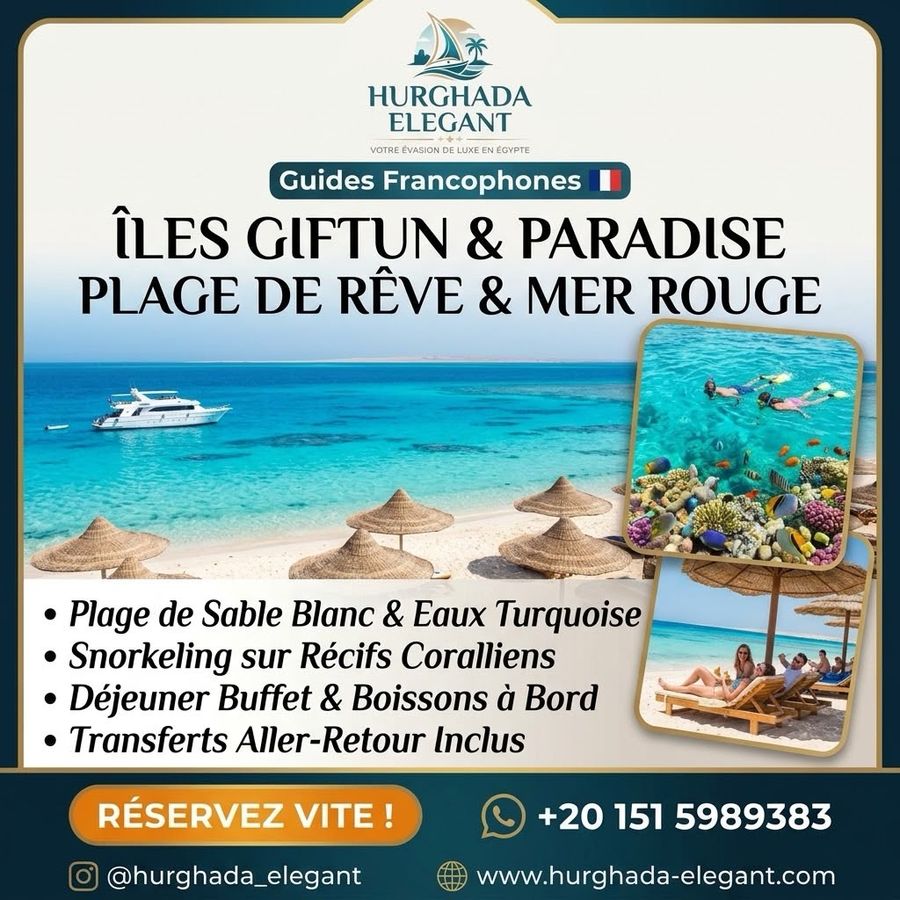 HURGHADA
ELEGANT
VOTRE ÉVASION DE LUXE EN ÉGYPTE
Guides Francophones
ÎLES GIFTUN & PARADISE
PLAGE DE RÊVE & MER ROUGE
• Plage de Sable Blanc & Eaux Turquoise
• Snorkeling sur Récifs Coralliens
• Déjeuner Buffet & Boissons à Bord
• Transferts Aller-Retour Inclus
RÉSERVEZ VITE !
+20 151 5989383
@hurghada_elegant
www.hurghada-elegant.com